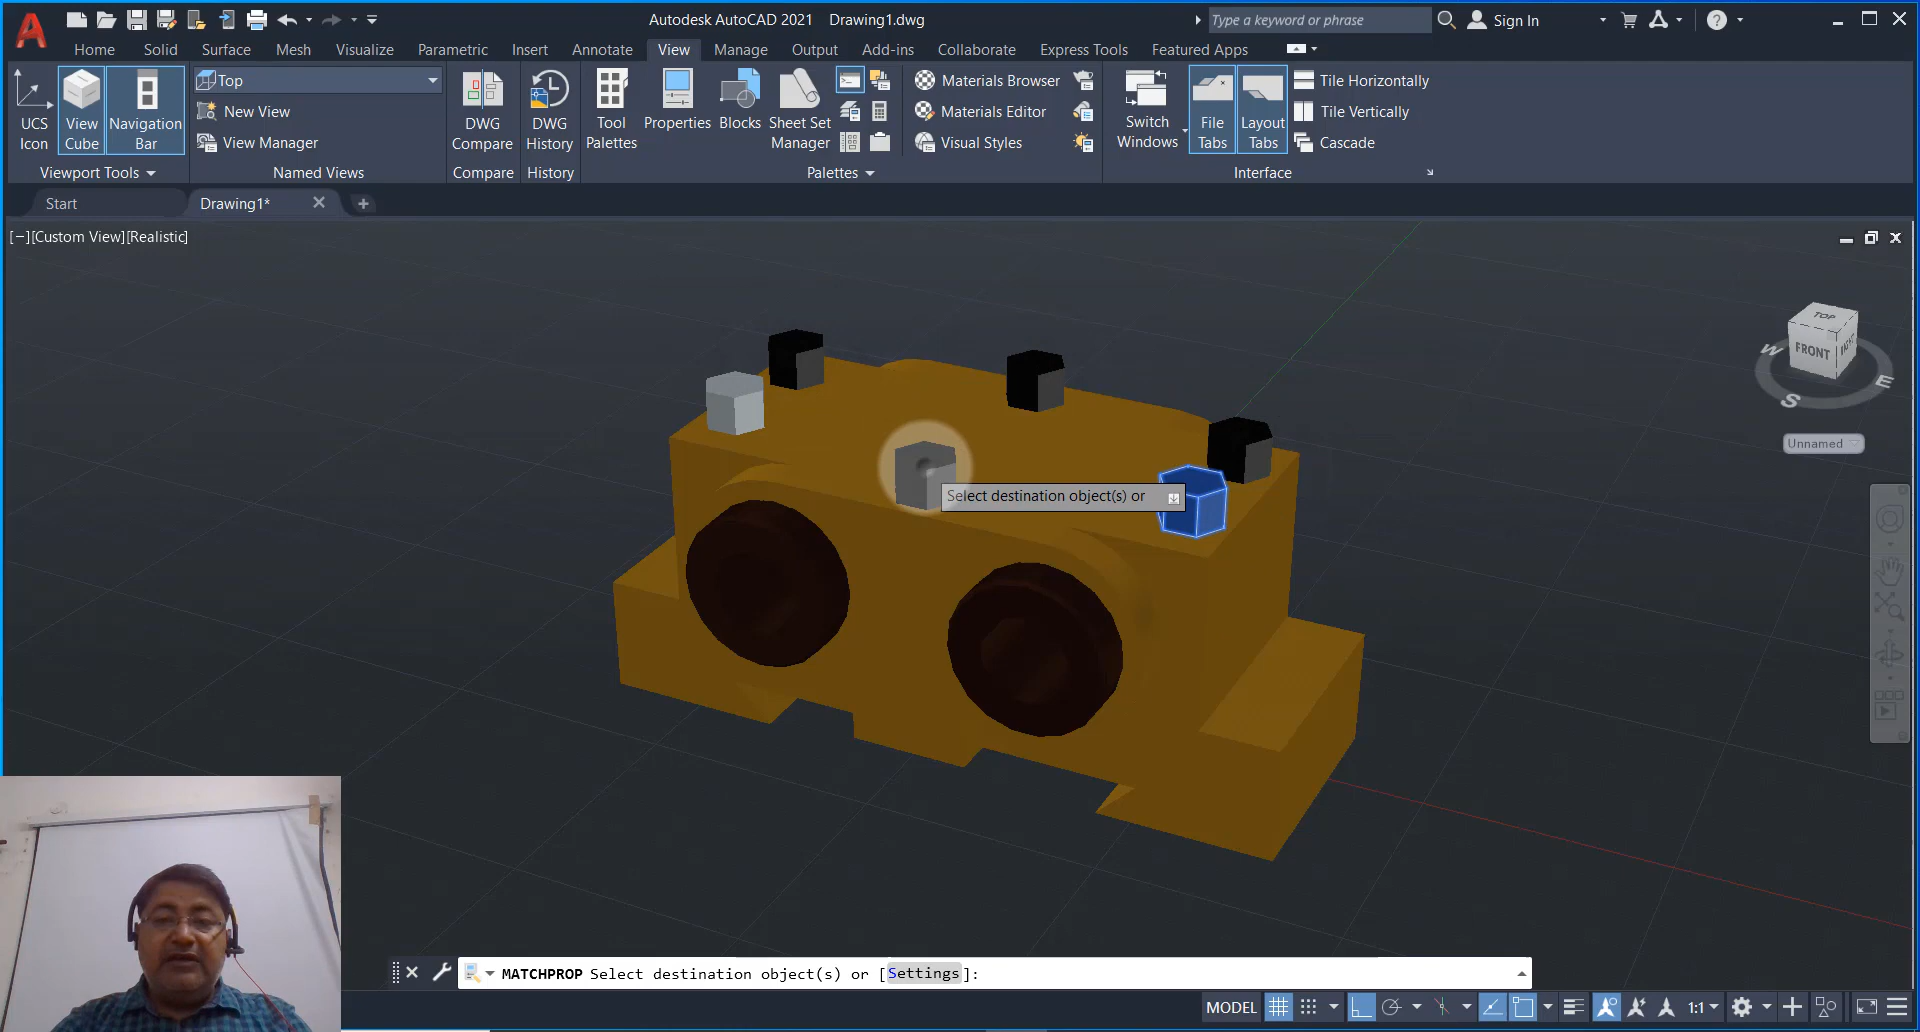 Autodesk AutoCAD 2021 Drawing1.dwg
Type a keyword or phrase
Sign In
Home Solid Surface Mesh Visualize Parametric Insert Annotate View Manage Output Add-ins Collaborate Express Tools Featured Apps
UCS Icon
View Cube
Navigation Bar
Top
New View
View Manager
DWG Compare
DWG History
Tool Palettes
Properties
Blocks
Sheet Set Manager
Materials Browser
Materials Editor
Visual Styles
Switch Windows
File Tabs
Layout Tabs
Tile Horizontally
Tile Vertically
Cascade
Viewport Tools Named Views Compare History Palettes Interface
Start Drawing1*
[−][Custom View][Realistic]
TOP
FRONT
RIGHT
W
E
S
Unnamed
Select destination object(s) or
MATCHPROP Select destination object(s) or [Settings]:
MODEL 1:1